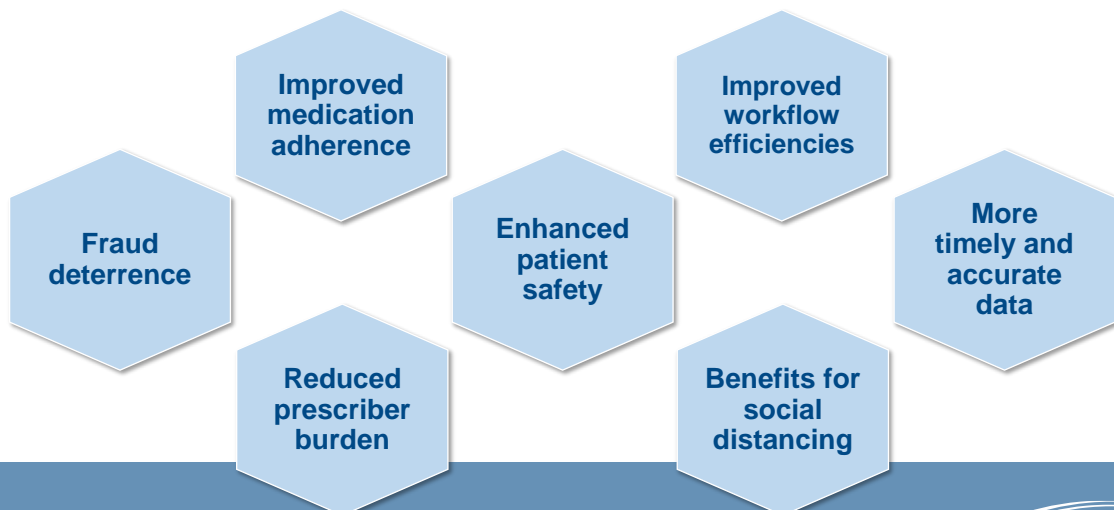 Improved
medication
adherence
Improved
workflow
efficiencies
Fraud
deterrence
Enhanced
patient
safety
More
timely and
accurate
data
Reduced
prescriber
burden
Benefits for
social
distancing